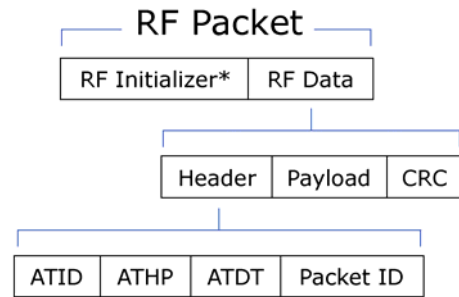 RF Packet
RF Initializer* RF Data
Header Payload CRC
ATID ATHP ATDT Packet ID